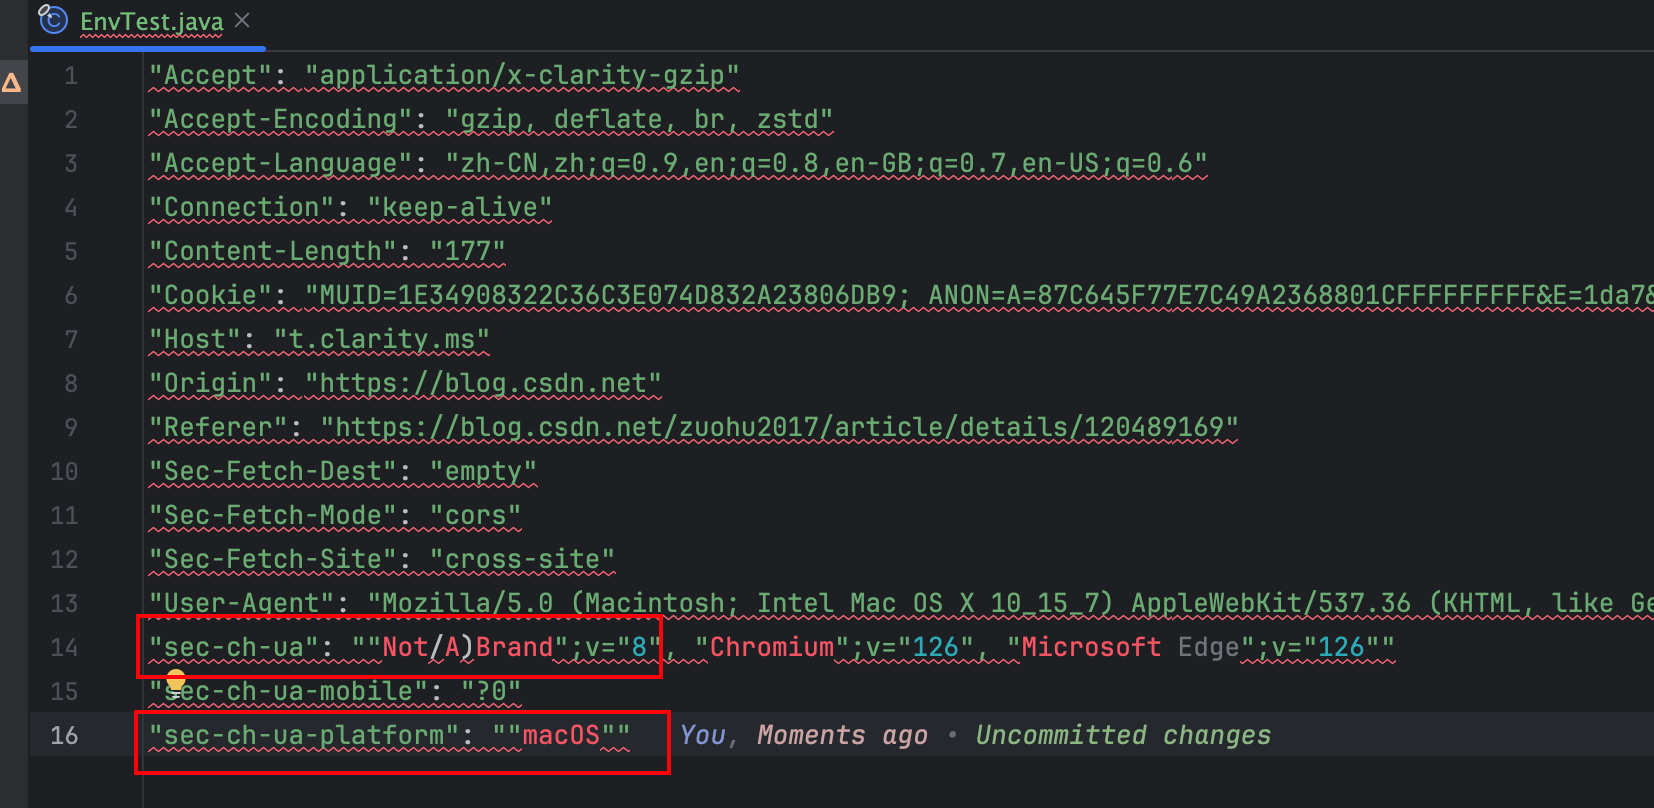 EnvTest.java
1 "Accept": "application/x-clarity-gzip"
2 "Accept-Encoding": "gzip, deflate, br, zstd"
3 "Accept-Language": "zh-CN,zh;q=0.9,en;q=0.8,en-GB;q=0.7,en-US;q=0.6"
4 "Connection": "keep-alive"
5 "Content-Length": "177"
6 "Cookie": "MUID=1E34908322C36C3E074D832A23806DB9; ANON=A=87C645F77E7C49A2368801CFFFFFFFFF&E=1da7&
7 "Host": "t.clarity.ms"
8 "Origin": "https://blog.csdn.net"
9 "Referer": "https://blog.csdn.net/zuohu2017/article/details/120489169"
10 "Sec-Fetch-Dest": "empty"
11 "Sec-Fetch-Mode": "cors"
12 "Sec-Fetch-Site": "cross-site"
13 "User-Agent": "Mozilla/5.0 (Macintosh; Intel Mac OS X 10_15_7) AppleWebKit/537.36 (KHTML, like Ge
14 "sec-ch-ua": ""Not/A)Brand";v="8", "Chromium";v="126", "Microsoft Edge";v="126""
15 "sec-ch-ua-mobile": "?0"
16 "sec-ch-ua-platform": ""macOS"" You, Moments ago • Uncommitted changes